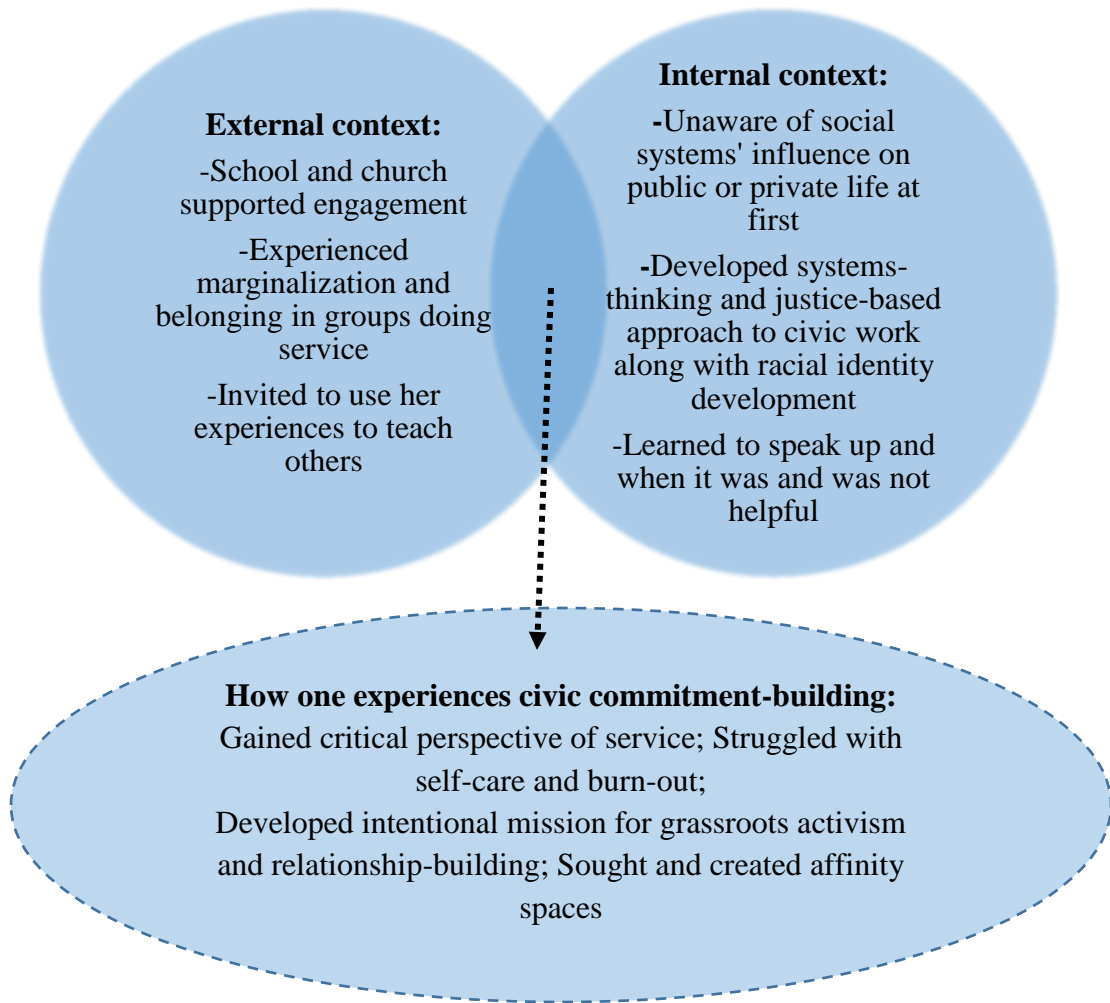 External context:
-School and church
supported engagement
-Experienced
marginalization and
belonging in groups doing
service
-Invited to use her
experiences to teach
others
Internal context:
-Unaware of social
systems' influence on
public or private life at
first
-Developed systems-
thinking and justice-based
approach to civic work
along with racial identity
development
-Learned to speak up and
when it was and was not
helpful
How one experiences civic commitment-building:
Gained critical perspective of service; Struggled with
self-care and burn-out;
Developed intentional mission for grassroots activism
and relationship-building; Sought and created affinity
spaces